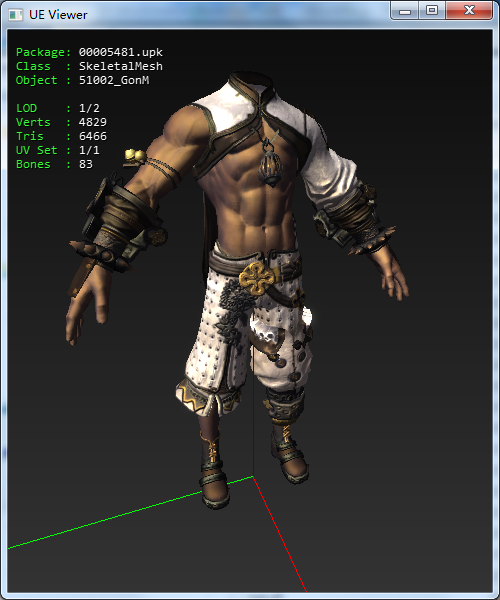 UE Viewer
Package: 00005481.upk
Class : SkeletalMesh
Object : 51002_GonM
LOD : 1/2
Verts : 4829
Tris : 6466
UV Set : 1/1
Bones : 83